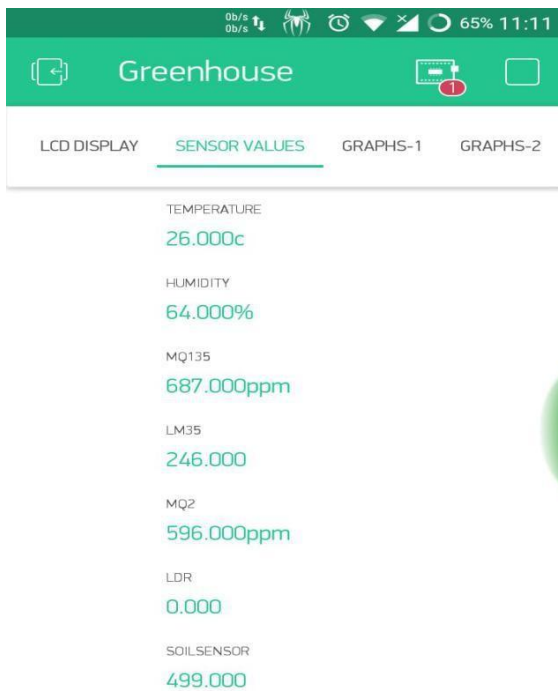 0b/s
0b/s
65% 11:11
Greenhouse
1
LCD DISPLAY SENSOR VALUES GRAPHS-1 GRAPHS-2
TEMPERATURE
26.000c
HUMIDITY
64.000%
MQ135
687.000ppm
LM35
246.000
MQ2
596.000ppm
LDR
0.000
SOILSENSOR
499.000